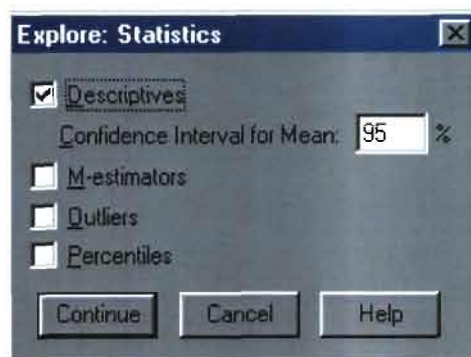 Explore: Statistics
Descriptives
Confidence Interval for Mean: 95 %
M-estimators
Outliers
Percentiles
Continue Cancel Help